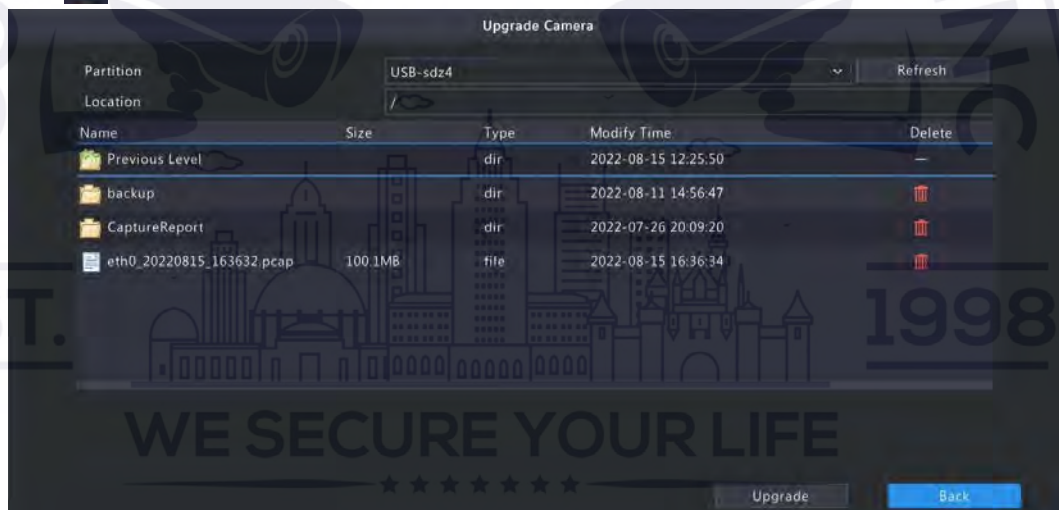 Upgrade Camera
Partition USB-sdz4 Refresh
Location /
Name Size Type Modify Time Delete
Previous Level dir 2022-08-15 12:25:50 —
backup dir 2022-08-11 14:56:47
CaptureReport dir 2022-07-26 20:09:20
eth0_20220815_163632.pcap 100.1MB file 2022-08-15 16:36:34
T. 1998
WE SECURE YOUR LIFE
Upgrade Back